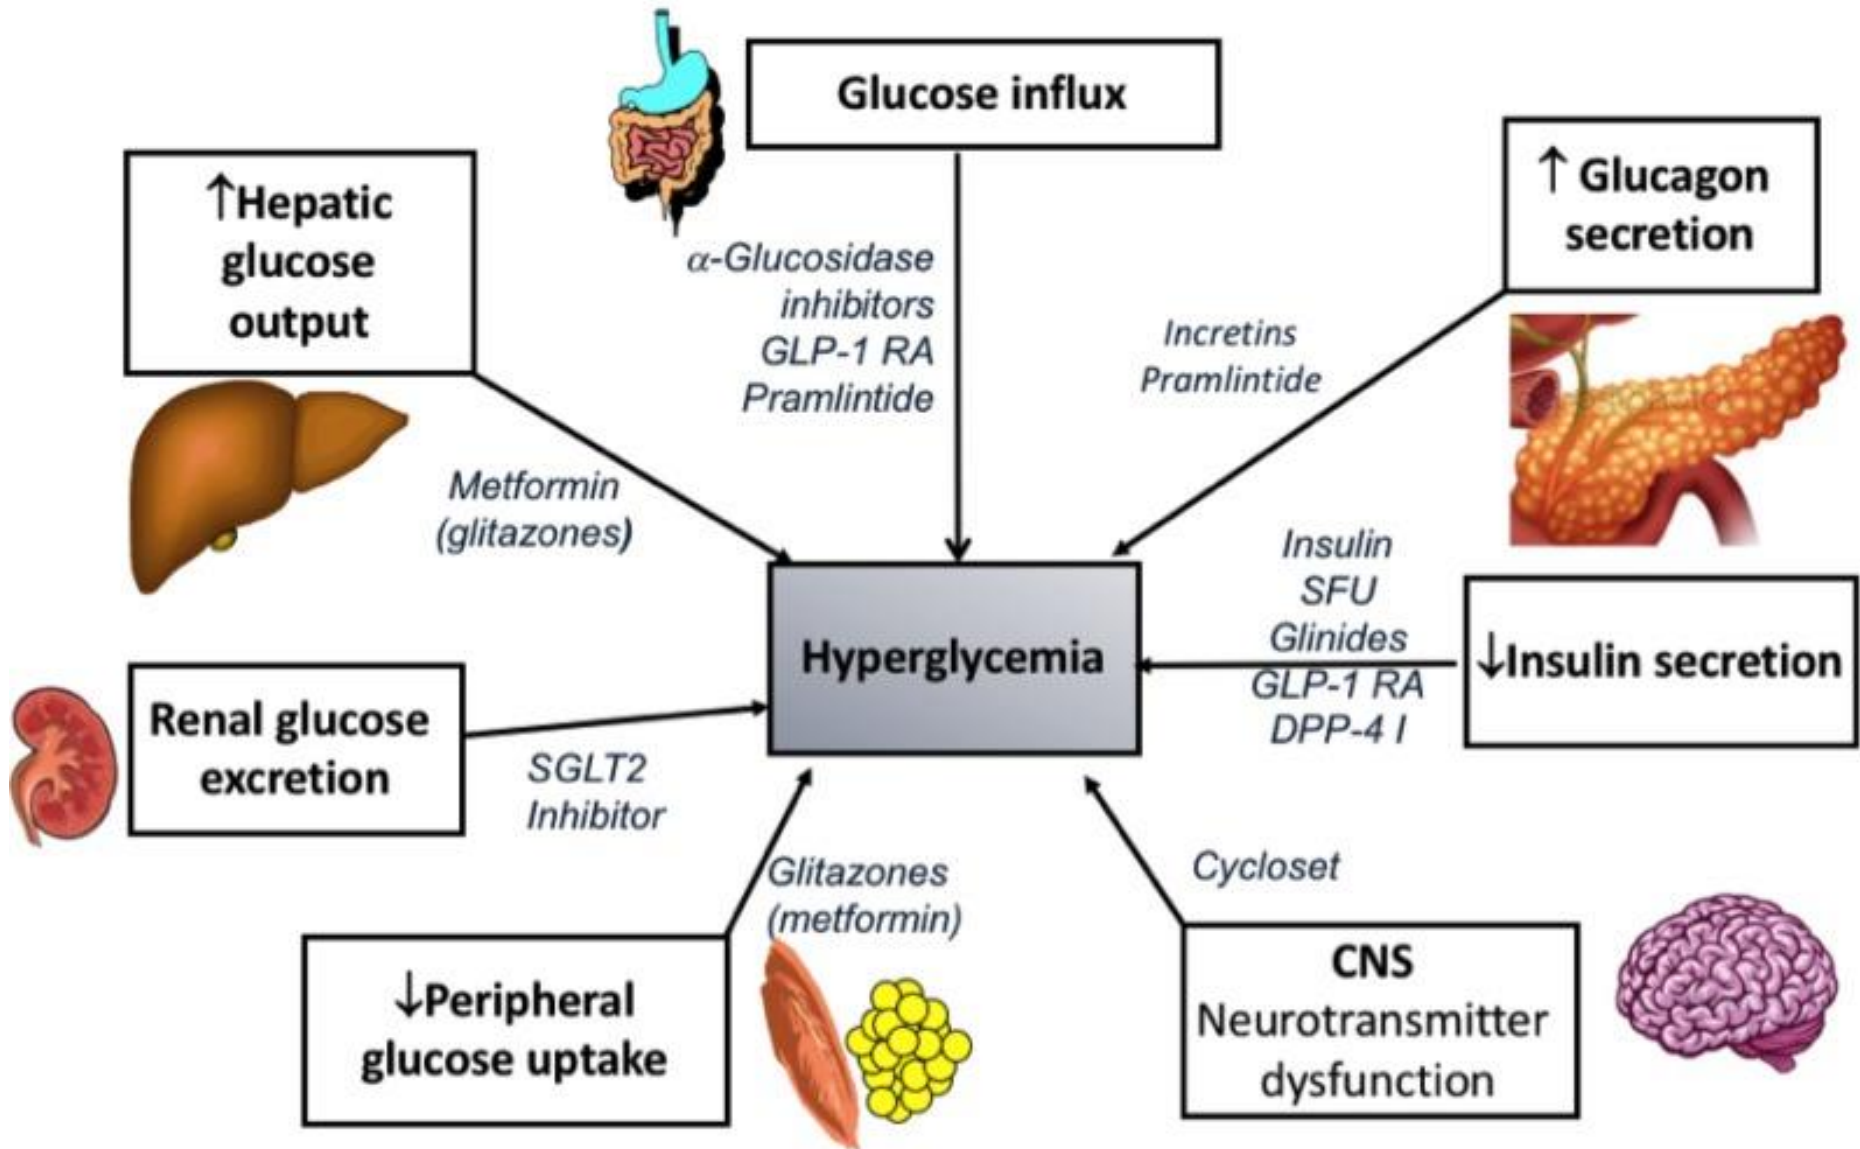 Glucose influx
↑Hepatic
glucose
output
↑ Glucagon
secretion
α-Glucosidase
inhibitors
GLP-1 RA
Pramlintide
Incretins
Pramlintide
Metformin
(glitazones)
Insulin
SFU
Glinides
GLP-1 RA
DPP-4 I
Hyperglycemia
↓Insulin secretion
Renal glucose
excretion
SGLT2
Inhibitor
Glitazones
(metformin)
Cycloset
↓Peripheral
glucose uptake
CNS
Neurotransmitter
dysfunction